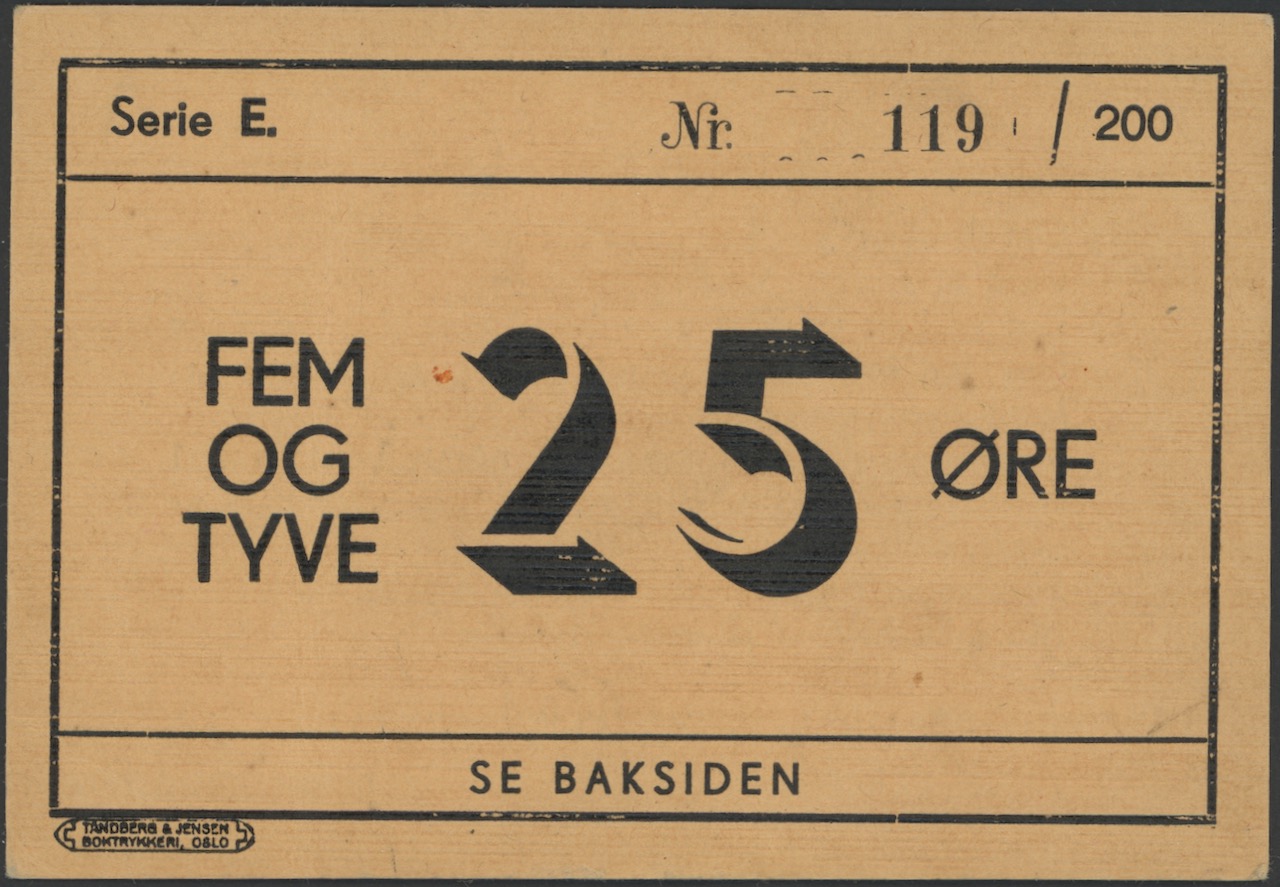 Serie E.
Nr. 119 / 200
FEM
OG
TYVE
25
ØRE
SE BAKSIDEN
TANDBERG & JENSEN
BOKTRYKKERI, OSLO